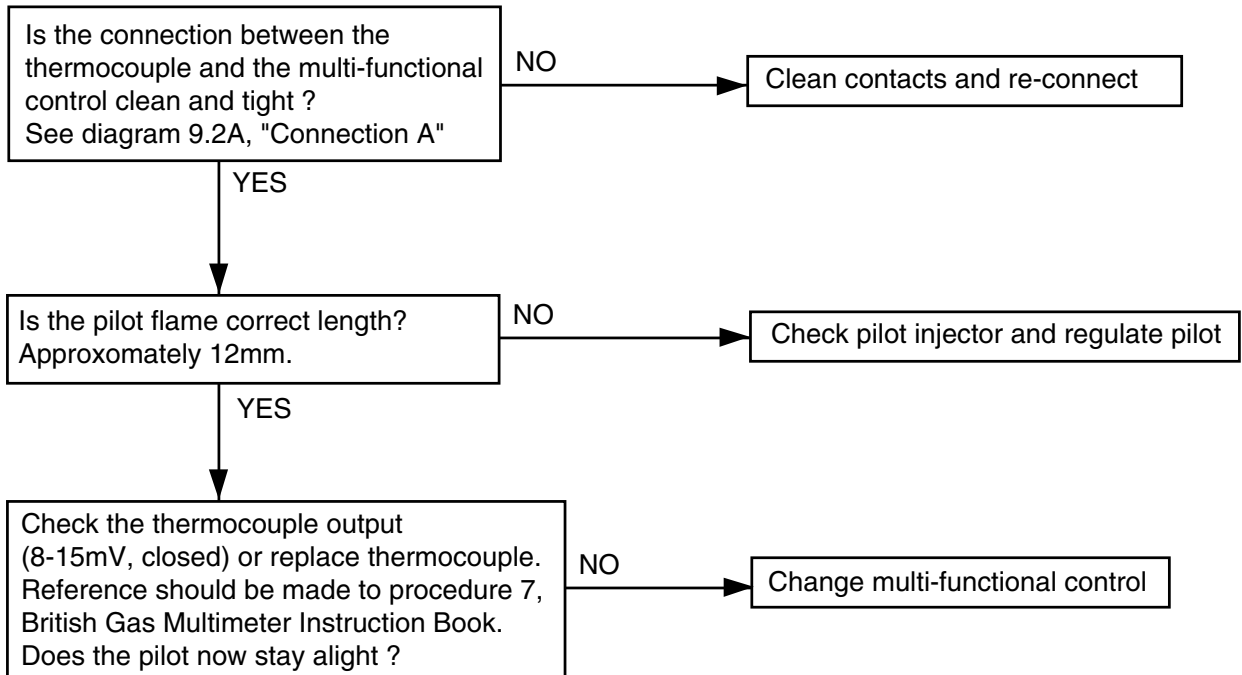 Is the connection between the
thermocouple and the multi-functional
control clean and tight ?
See diagram 9.2A, "Connection A"
NO
Clean contacts and re-connect
YES
Is the pilot flame correct length?
Approxomately 12mm.
NO
Check pilot injector and regulate pilot
YES
Check the thermocouple output
(8-15mV, closed) or replace thermocouple.
Reference should be made to procedure 7,
British Gas Multimeter Instruction Book.
Does the pilot now stay alight ?
NO
Change multi-functional control